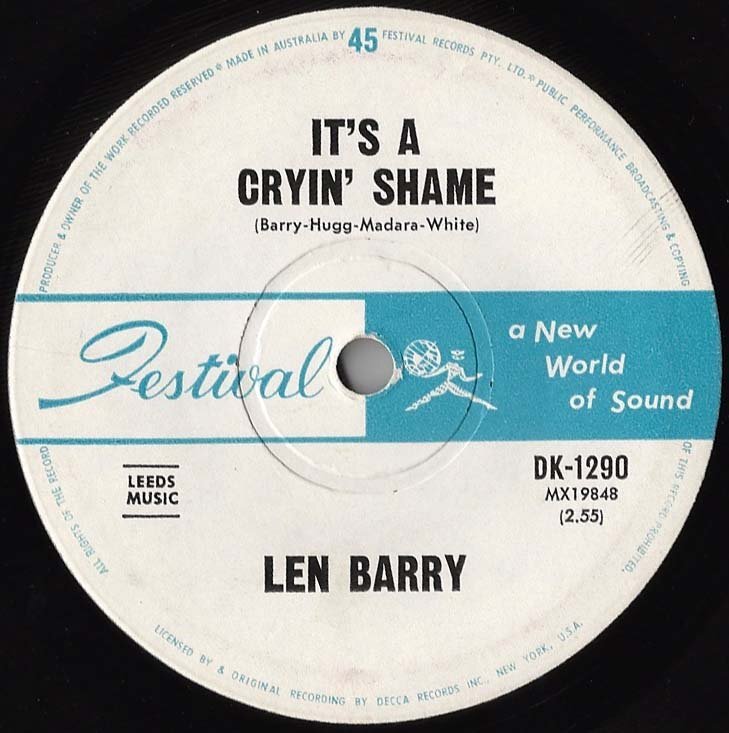 ALL RIGHTS OF THE RECORD PRODUCER & OWNER OF THE WORK RECORDED RESERVED * MADE IN AUSTRALIA BY 45 FESTIVAL RECORDS PTY. LTD. * PUBLIC PERFORMANCE BROADCASTING & COPYING OF THIS RECORD PROHIBITED.
IT'S A
CRYIN' SHAME
(Barry-Hugg-Madara-White)
Festival
a New
World
of Sound
LEEDS
MUSIC
DK-1290
MX19848
(2.55)
LEN BARRY
LICENSED BY & ORIGINAL RECORDING BY DECCA RECORDS INC., NEW YORK, U.S.A.